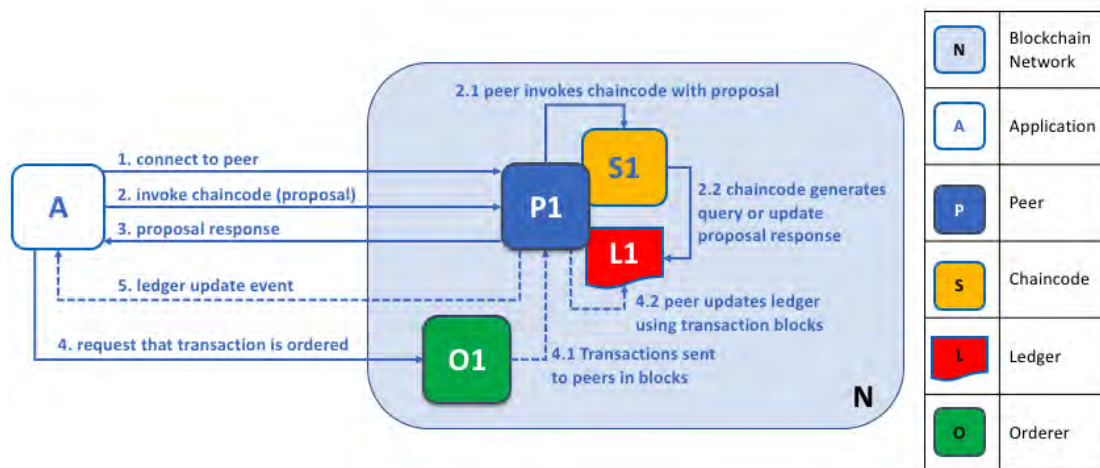 2.1 peer invokes chaincode with proposal
1. connect to peer
S1
A
2. invoke chaincode (proposal)
P1
2.2 chaincode generates
query or update
proposal response
3. proposal response
L1
5. ledger update event
4.2 peer updates ledger
using transaction blocks
4. request that transaction is ordered
O1
4.1 Transactions sent
to peers in blocks
N
N
Blockchain
Network
A
Application
P
Peer
S
Chaincode
L
Ledger
O
Orderer